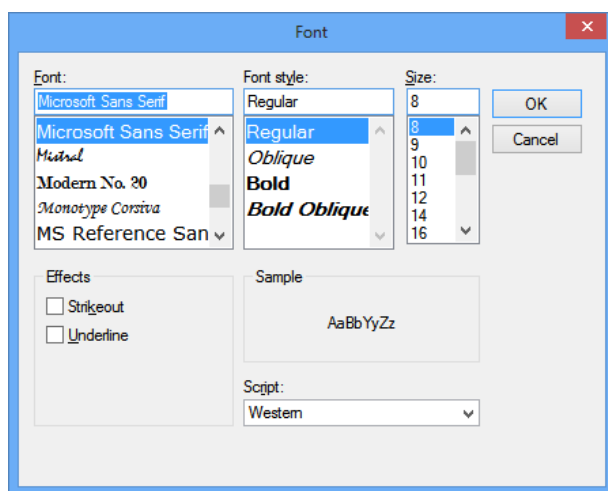 Font
Font:
Microsoft Sans Serif
Microsoft Sans Serif
Mistral
Modern No. 20
Monotype Corsiva
MS Reference San
Font style:
Regular
Regular
Oblique
Bold
Bold Oblique
Size:
8
8
9
10
11
12
14
16
OK
Cancel
Effects
Strikeout
Underline
Sample
AaBbYyZz
Script:
Western